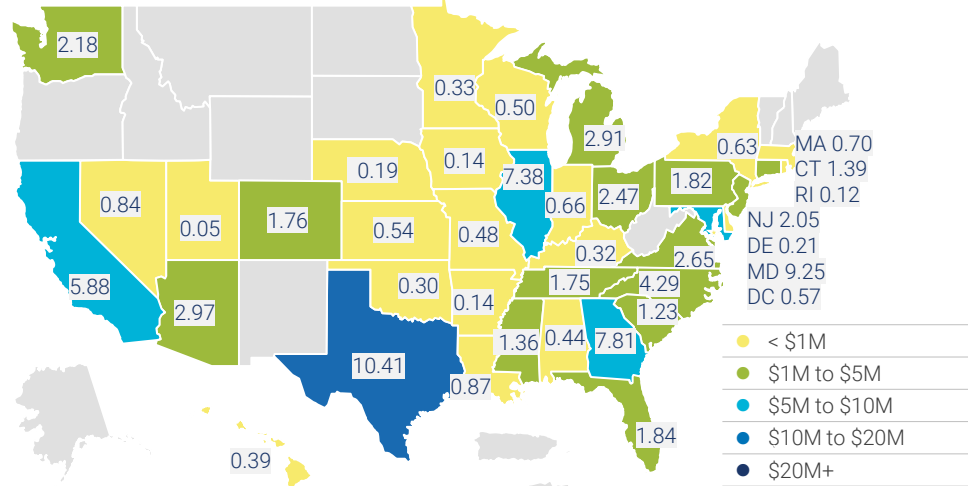 2.18
0.33
0.50
2.91
0.63
MA 0.70
CT 1.39
RI 0.12
0.19
0.14
7.38
0.66
2.47
1.82
0.84
0.05
1.76
0.54
0.48
0.32
2.65
NJ 2.05
DE 0.21
MD 9.25
DC 0.57
5.88
2.97
0.30
0.14
1.75
4.29
1.23
10.41
0.87
1.36
0.44
7.81
1.84
0.39
< $1M
$1M to $5M
$5M to $10M
$10M to $20M
$20M+